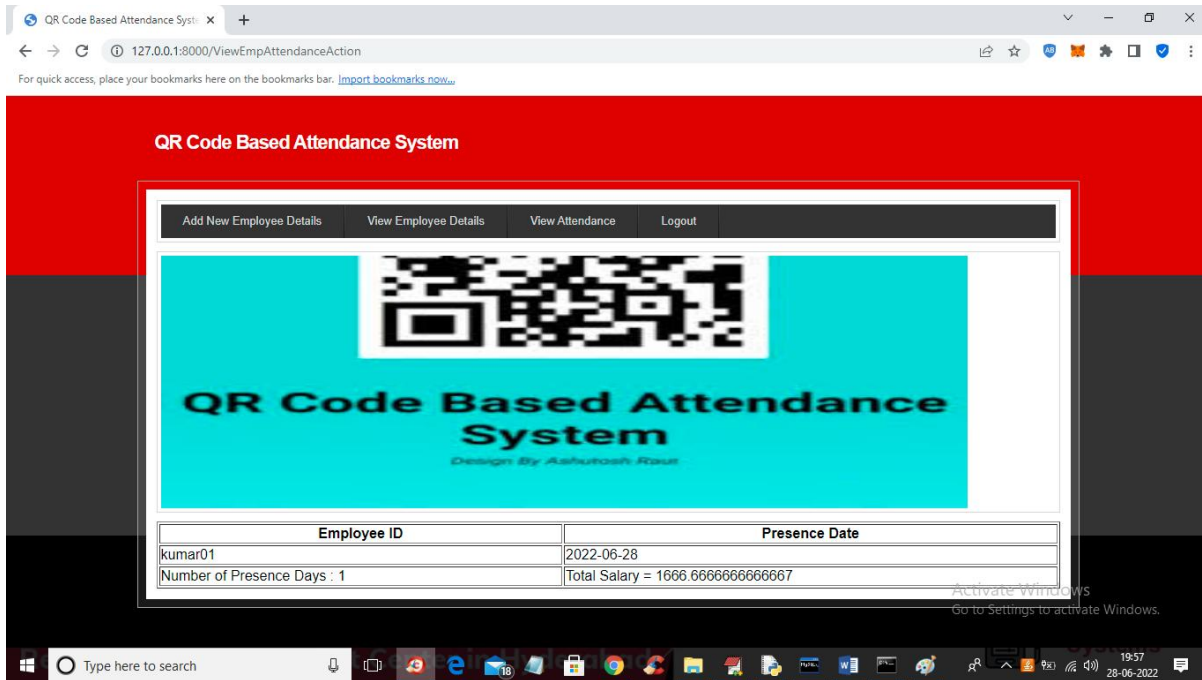 QR Code Based Attendance Syst
127.0.0.1:8000/ViewEmpAttendanceAction
AB
For quick access, place your bookmarks here on the bookmarks bar. Import bookmarks now...
QR Code Based Attendance System
Add New Employee Details View Employee Details View Attendance Logout
QR Code Based Attendance
System
Design By Ashutosh Raut
Employee ID Presence Date
kumar01 2022-06-28
Number of Presence Days : 1 Total Salary = 1666.6666666666667
Activate Windows
Go to Settings to activate Windows.
Type here to search
18
19:57
28-06-2022